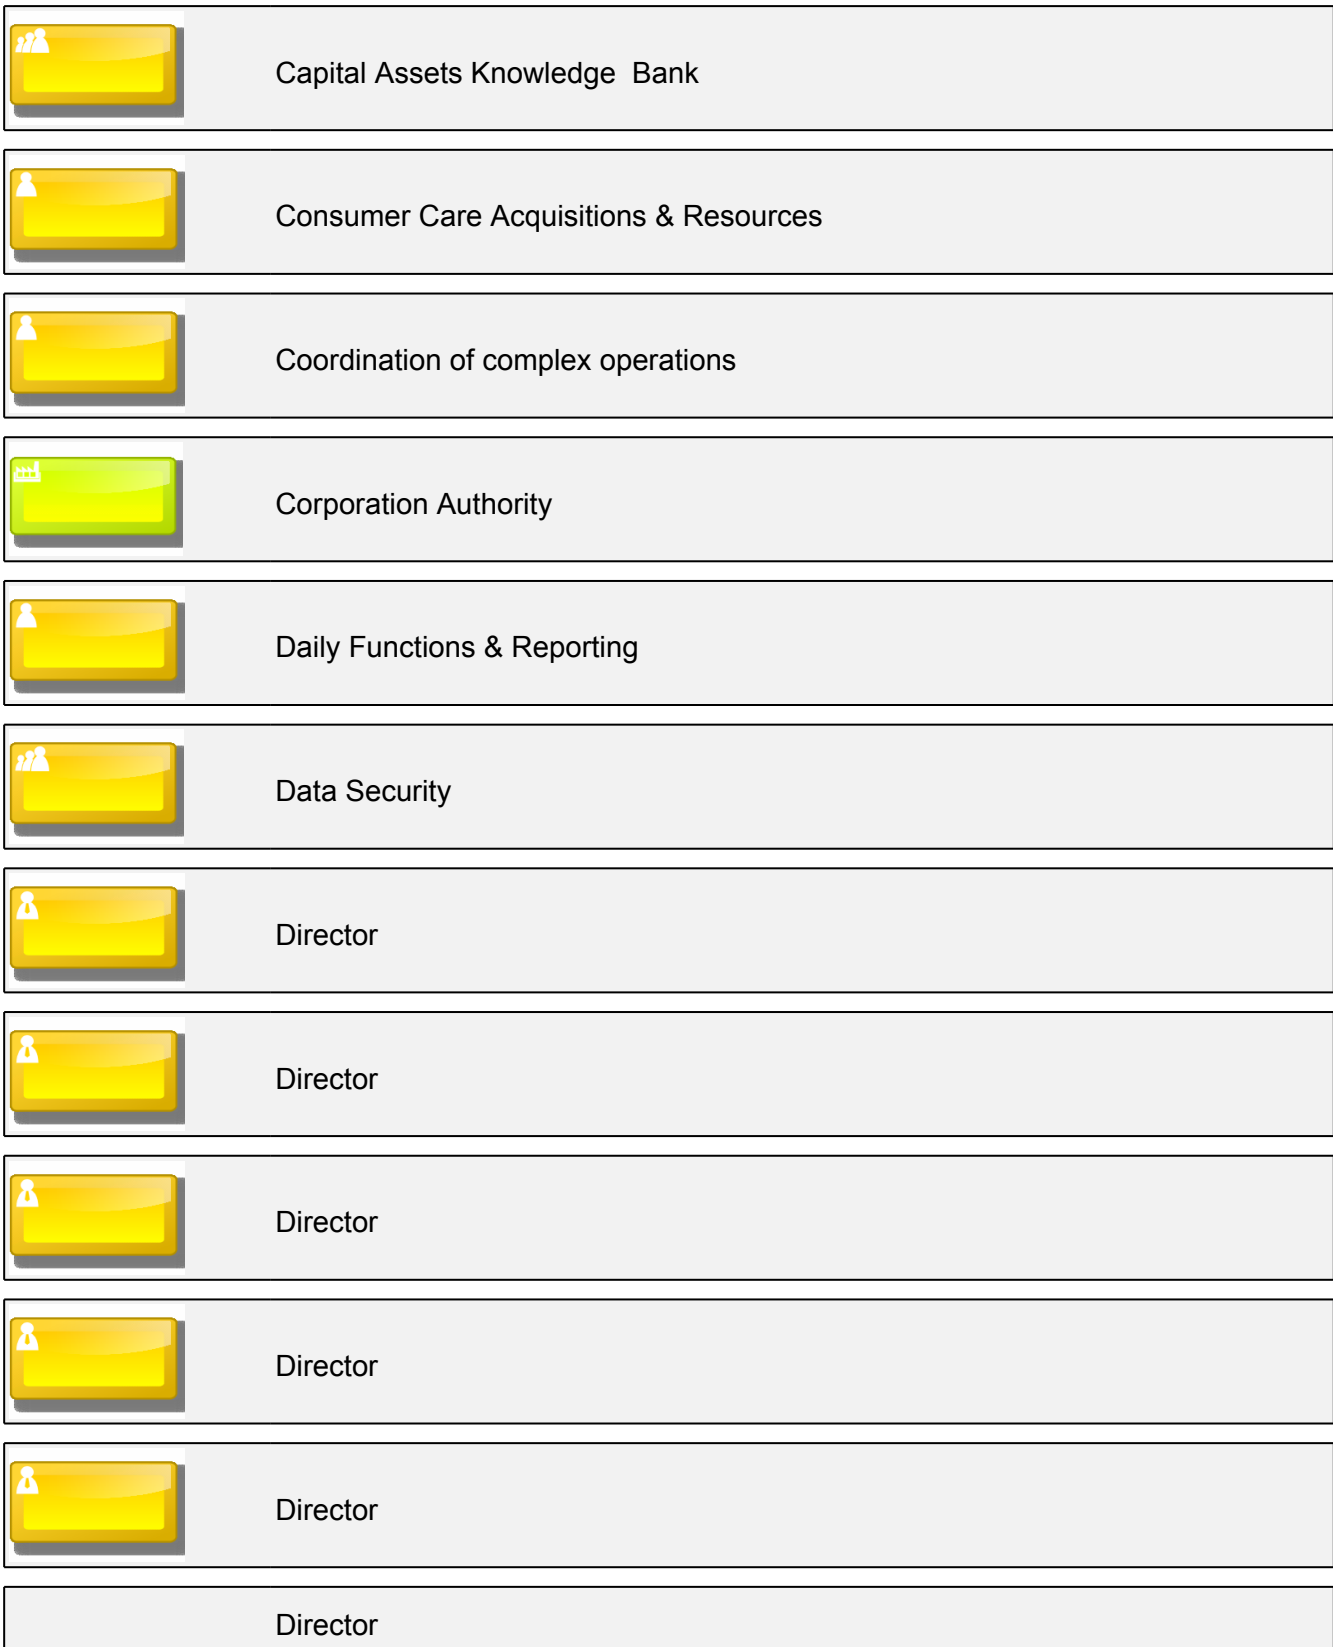 Capital Assets Knowledge  Bank
Consumer Care Acquisitions & Resources
Coordination of complex operations
Corporation Authority
Daily Functions & Reporting
Data Security
Director
Director
Director
Director
Director
Director